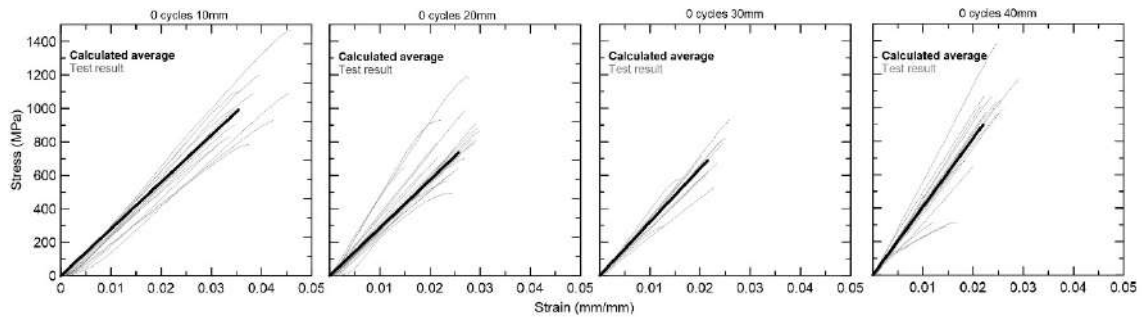 0 cycles 10mm
0 cycles 20mm
0 cycles 30mm
0 cycles 40mm
Calculated average
Test result
Calculated average
Test result
Calculated average
Test result
Calculated average
Test result
Stress (MPa)
1400
1200
1000
800
600
400
200
0
0 0.01 0.02 0.03 0.04 0.05
0.01 0.02 0.03 0.04 0.05
0.01 0.02 0.03 0.04 0.05
0.01 0.02 0.03 0.04 0.05
Strain (mm/mm)